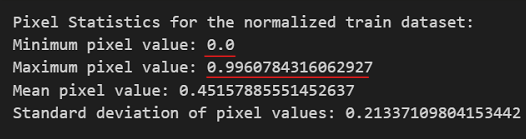 Pixel Statistics for the normalized train dataset:
Minimum pixel value: 0.0
Maximum pixel value: 0.9960784316062927
Mean pixel value: 0.45157885551452637
Standard deviation of pixel values: 0.21337109804153442